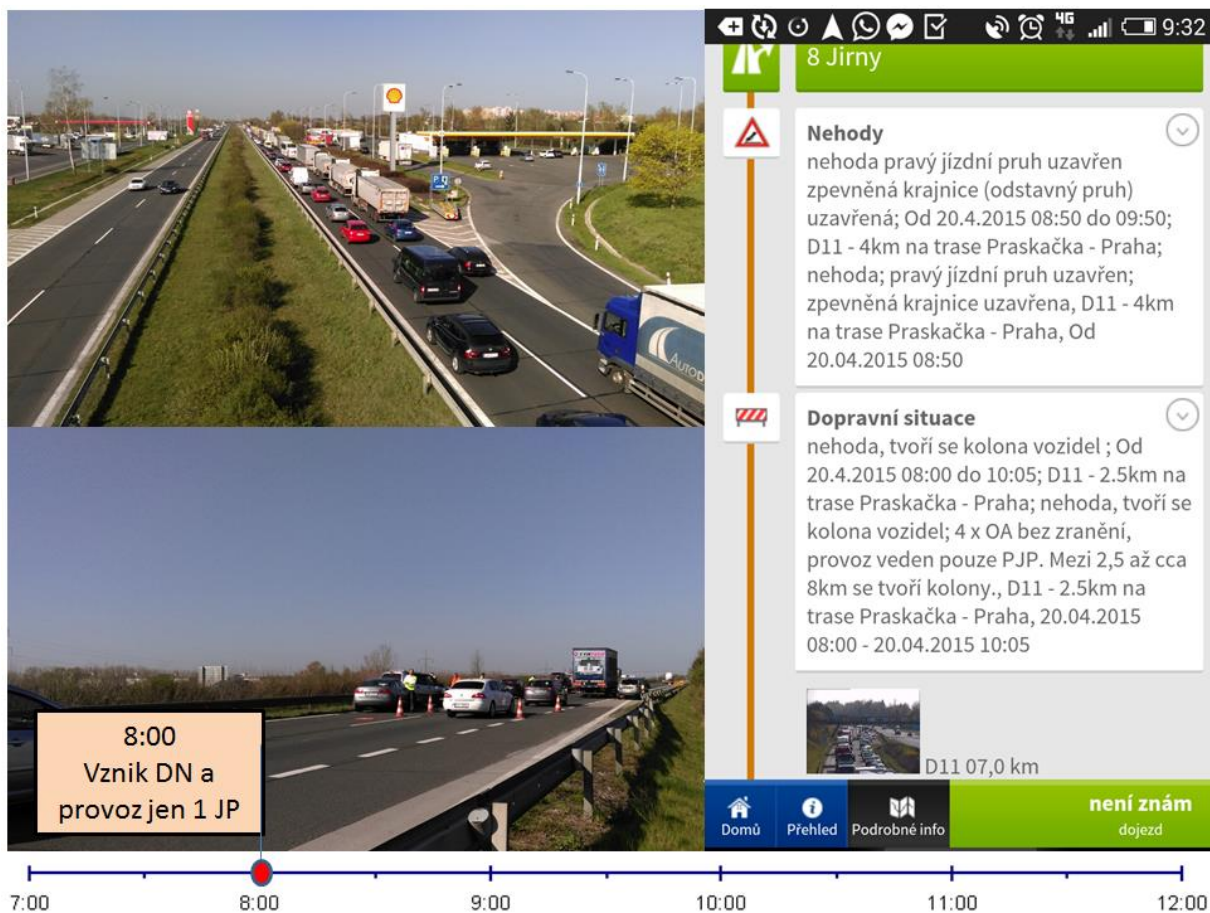 8 Jirny
Nehody
nehoda pravý jízdní pruh uzavřen
zpevněná krajnice (odstavný pruh)
uzavřená; Od 20.4.2015 08:50 do 09:50;
D11 - 4km na trase Praskačka - Praha;
nehoda; pravý jízdní pruh uzavřen;
zpevněná krajnice uzavřena, D11 - 4km
na trase Praskačka - Praha, Od
20.04.2015 08:50
Dopravní situace
nehoda, tvoří se kolona vozidel ; Od
20.4.2015 08:00 do 10:05; D11 - 2.5km na
trase Praskačka - Praha; nehoda, tvoří se
kolona vozidel; 4 x OA bez zranění,
provoz veden pouze PJP. Mezi 2,5 až cca
8km se tvoří kolony., D11 - 2.5km na
trase Praskačka - Praha, 20.04.2015
08:00 - 20.04.2015 10:05
D11 07,0 km
Domů
Přehled
Podrobné info
není znám
dojezd
4G
9:32
8:00
Vznik DN a
provoz jen 1 JP
7:00
8:00
9:00
10:00
11:00
12:00